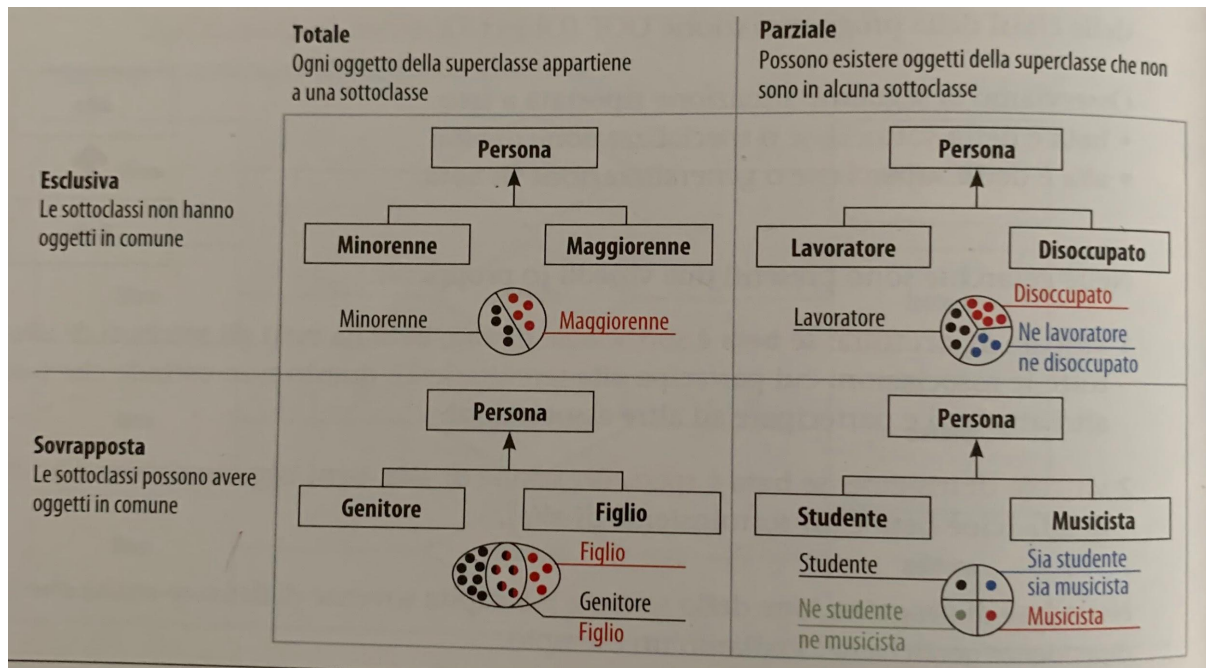 Totale
Ogni oggetto della superclasse appartiene
a una sottoclasse
Parziale
Possono esistere oggetti della superclasse che non
sono in alcuna sottoclasse
Esclusiva
Le sottoclassi non hanno
oggetti in comune
Persona
Minorenne
Maggiorenne
Minorenne
Maggiorenne
Persona
Lavoratore
Disoccupato
Lavoratore
Disoccupato
Ne lavoratore
ne disoccupato
Sovrapposta
Le sottoclassi possono avere
oggetti in comune
Persona
Genitore
Figlio
Figlio
Genitore
Figlio
Persona
Studente
Musicista
Studente
Sia studente
sia musicista
Ne studente
ne musicista
Musicista